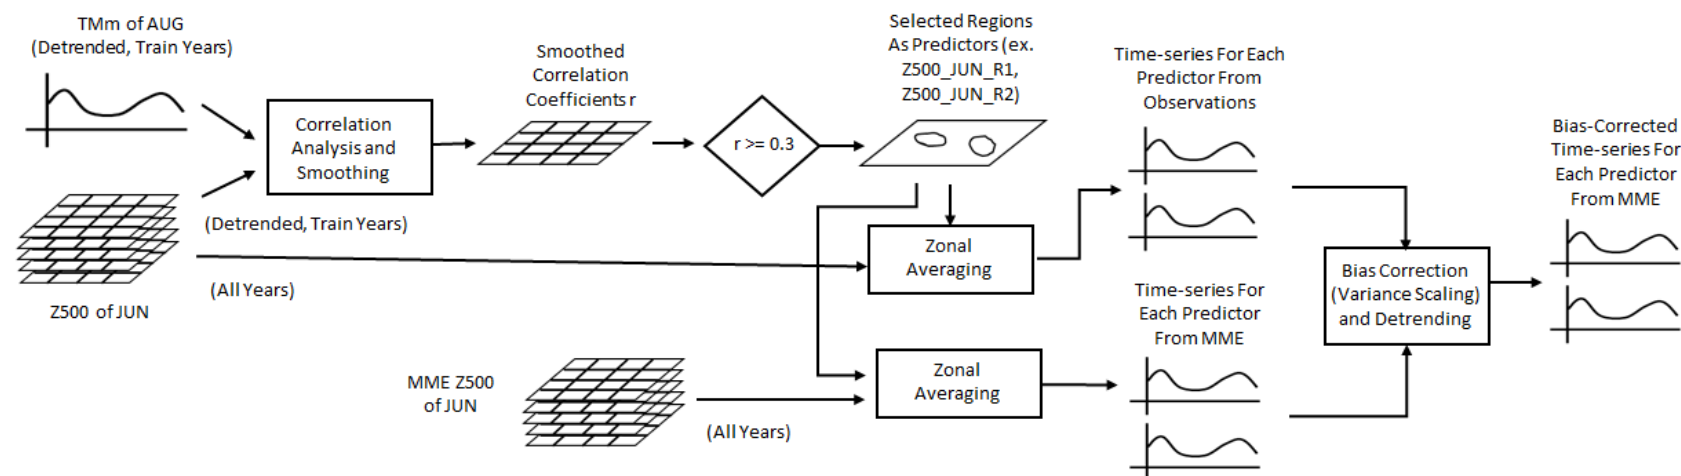 TMm of AUG
(Detrended, Train Years)
Z500 of JUN
(Detrended, Train Years)
(All Years)
Correlation
Analysis and
Smoothing
Smoothed
Correlation
Coefficients r
r >= 0.3
Selected Regions
As Predictors (ex.
Z500_JUN_R1,
Z500_JUN_R2)
Zonal
Averaging
Time-series For Each
Predictor From
Observations
MME Z500
of JUN
(All Years)
Zonal
Averaging
Time-series For
Each Predictor
From MME
Bias Correction
(Variance Scaling)
and Detrending
Bias-Corrected
Time-series For
Each Predictor
From MME